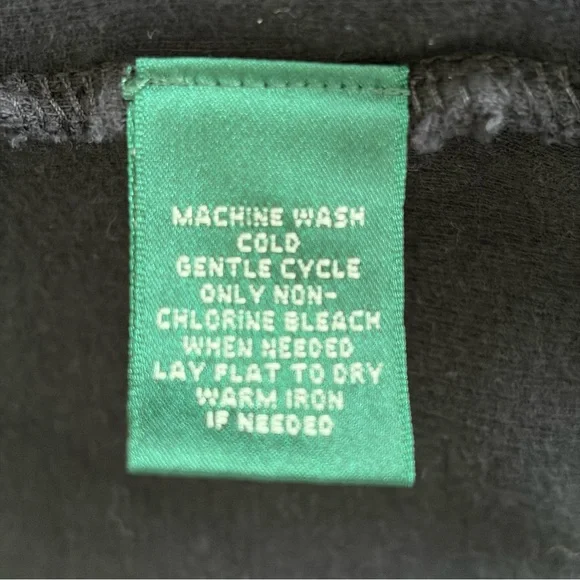 MACHINE WASH
COLD
GENTLE CYCLE
ONLY NON-
CHLORINE BLEACH
WHEN NEEDED
LAY FLAT TO DRY
WARM IRON
IF NEEDED